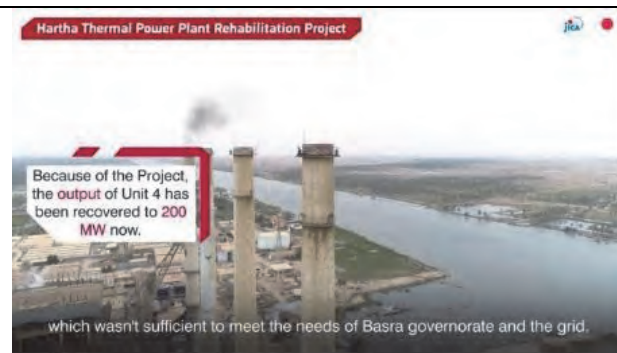 Hartha Thermal Power Plant Rehabilitation Project
jica
Because of the Project,
the output of Unit 4 has
been recovered to 200
MW now.
which wasn't sufficient to meet the needs of Basra governorate and the grid.